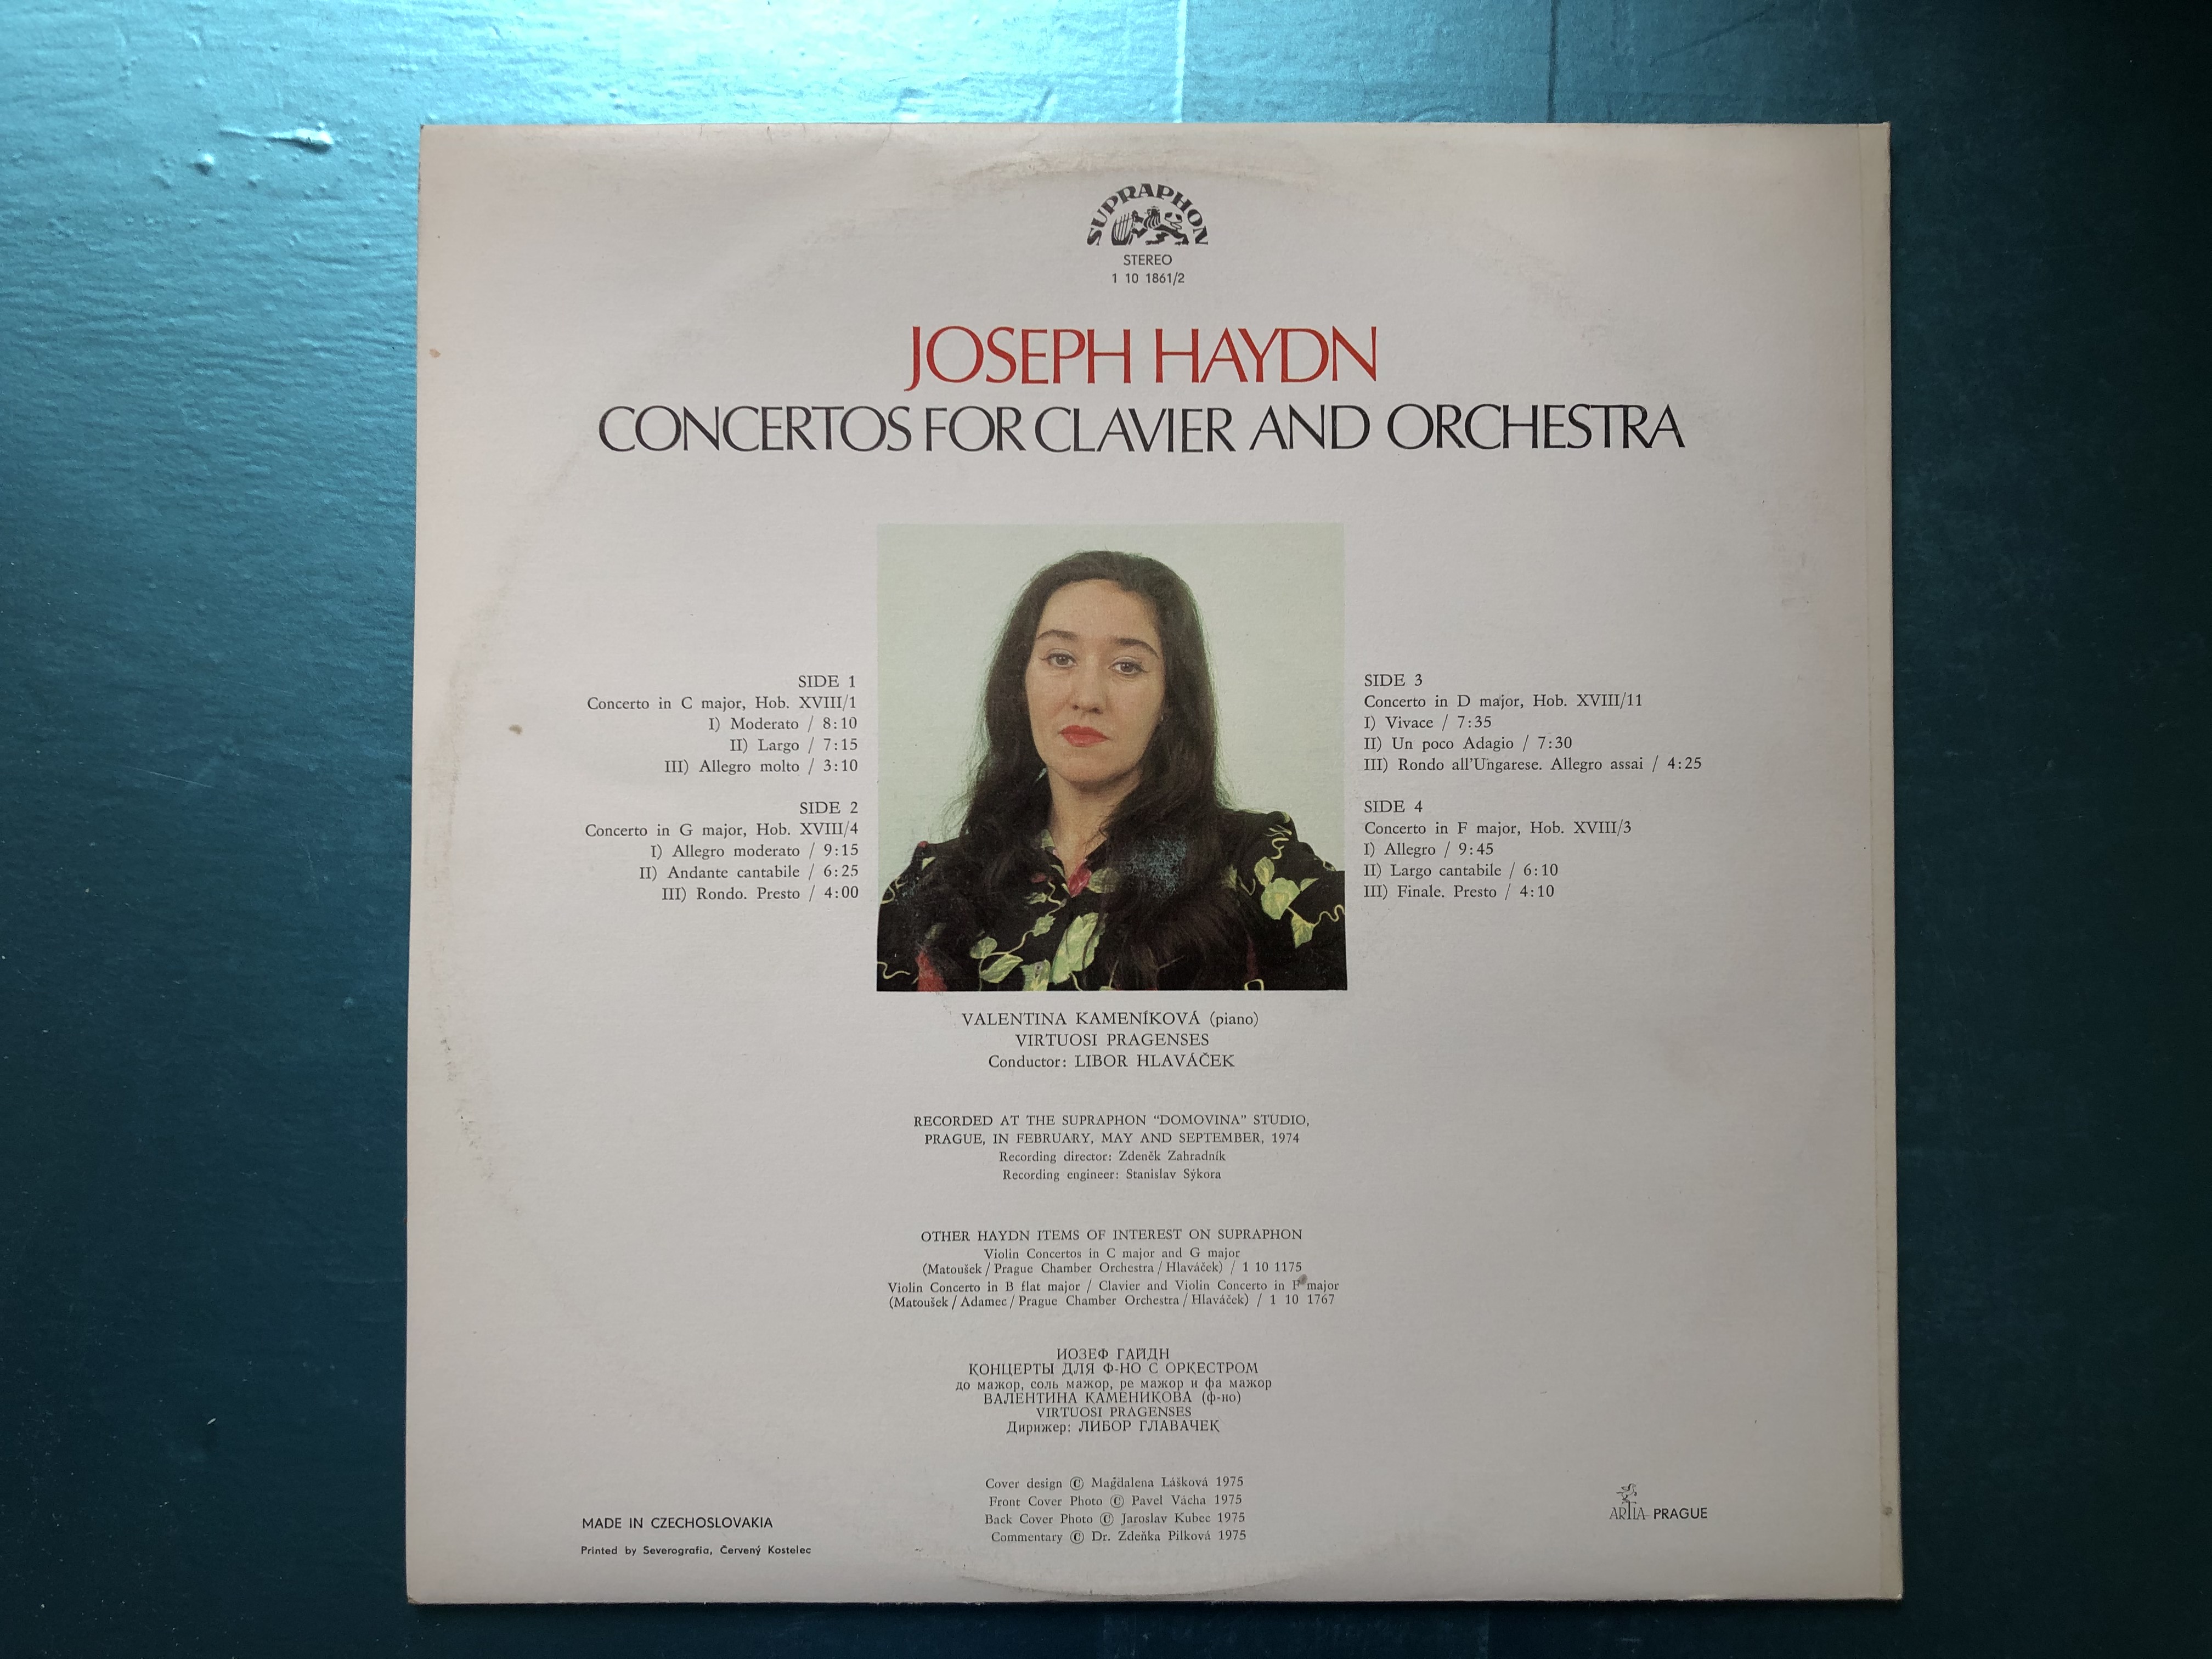 SUPRAPHON
STEREO
1 10 1861/2
JOSEPH HAYDN
CONCERTOS FOR CLAVIER AND ORCHESTRA
SIDE 1
Concerto in C major, Hob. XVIII/1
I) Moderato / 8:10
II) Largo / 7:15
III) Allegro molto / 3:10
SIDE 2
Concerto in G major, Hob. XVIII/4
I) Allegro moderato / 9:15
II) Andante cantabile / 6:25
III) Rondo. Presto / 4:00
SIDE 3
Concerto in D major, Hob. XVIII/11
I) Vivace / 7:35
II) Un poco Adagio / 7:30
III) Rondo all'Ungarese. Allegro assai / 4:25
SIDE 4
Concerto in F major, Hob. XVIII/3
I) Allegro / 9:45
II) Largo cantabile / 6:10
III) Finale. Presto / 4:10
VALENTINA KAMENÍKOVÁ (piano)
VIRTUOSI PRAGENSES
Conductor: LIBOR HLAVÁČEK
RECORDED AT THE SUPRAPHON “DOMOVINA” STUDIO,
PRAGUE, IN FEBRUARY, MAY AND SEPTEMBER, 1974
Recording director: Zdeněk Zahradník
Recording engineer: Stanislav Sýkora
OTHER HAYDN ITEMS OF INTEREST ON SUPRAPHON
Violin Concertos in C major and G major
(Matoušek / Prague Chamber Orchestra / Hlaváček) / 1 10 1175
Violin Concerto in B flat major / Clavier and Violin Concerto in F major
(Matoušek / Adamec / Prague Chamber Orchestra / Hlaváček) / 1 10 1767
ИОЗЕФ ГАЙДН
КОНЦЕРТЫ ДЛЯ Ф-НО С ОРКЕСТРОМ
до мажор, соль мажор, ре мажор и фа мажор
ВАЛЕНТИНА КАМЕНИКОВА (ф-но)
VIRTUOSI PRAGENSES
Дирижер: ЛИБОР ГЛАВАЧЕК
Cover design © Magdalena Lášková 1975
Front Cover Photo © Pavel Vácha 1975
Back Cover Photo © Jaroslav Kubec 1975
Commentary © Dr. Zdeňka Pilková 1975
MADE IN CZECHOSLOVAKIA
Printed by Severografia, Červený Kostelec
ARTIA PRAGUE